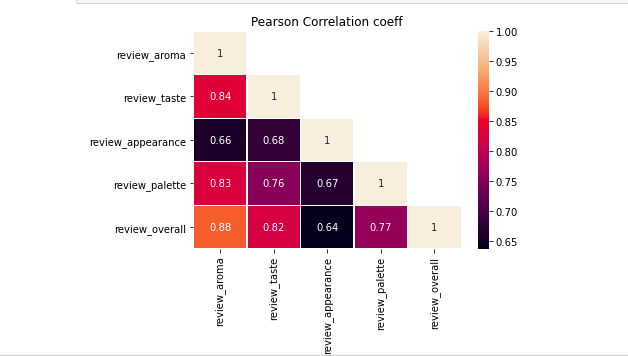 Pearson Correlation coeff
review_aroma 1 1.00
review_taste 0.84 1 0.95
review_appearance 0.66 0.68 1 0.90
review_palette 0.83 0.76 0.67 1 0.85
review_overall 0.88 0.82 0.64 0.77 1 0.80
0.75
0.70
0.65
review_aroma
review_taste
review_appearance
review_palette
review_overall